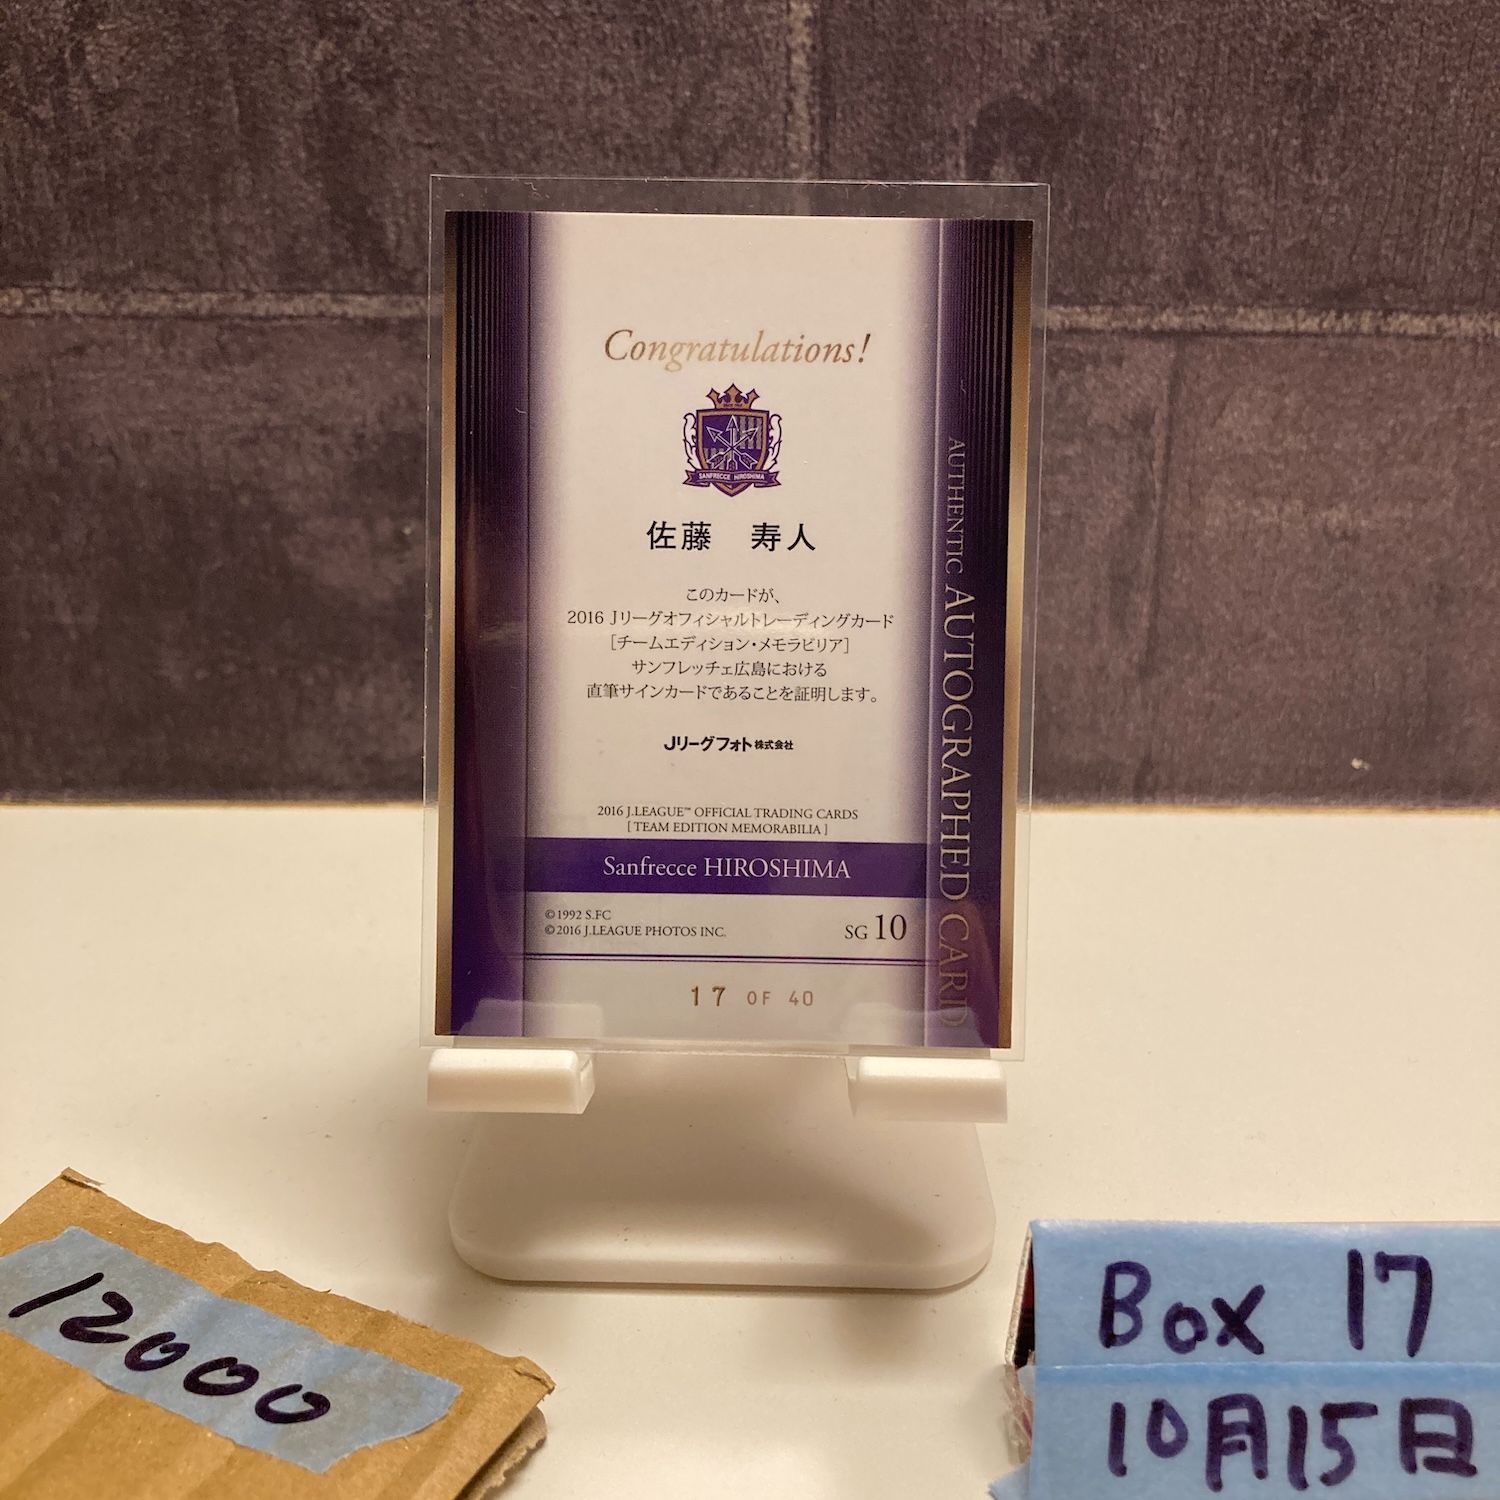 Congratulations!
SANFRECCE HIROSHIMA
佐藤 寿人
このカードが、
2016 Jリーグオフィシャルトレーディングカード
[チームエディション・メモラビリア]
サンフレッチェ広島における
直筆サインカードであることを証明します。
Jリーグフォト株式会社
2016 J.LEAGUE™ OFFICIAL TRADING CARDS
[ TEAM EDITION MEMORABILIA ]
Sanfrecce HIROSHIMA
©1992 S.FC
©2016 J.LEAGUE PHOTOS INC.
SG 10
17 OF 40
AUTHENTIC AUTOGRAPHED CARD
12000
Box 17
10月15日